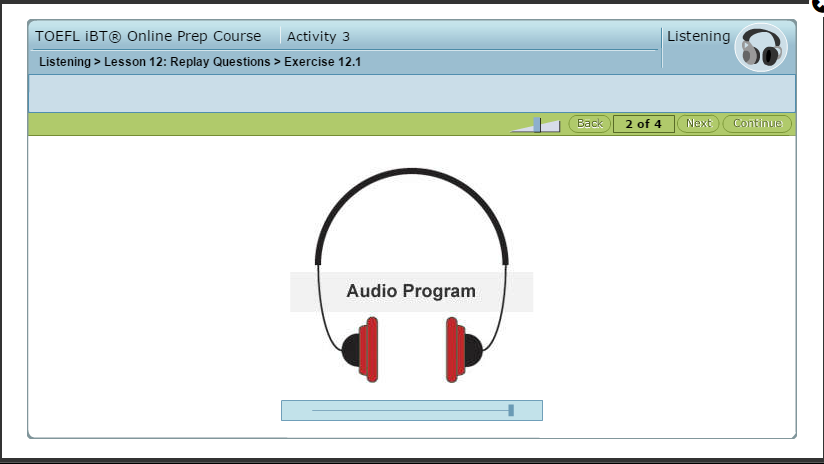 TOEFL iBT® Online Prep Course Activity 3 Listening
Listening > Lesson 12: Replay Questions > Exercise 12.1
Back 2 of 4 Next Continue
Audio Program